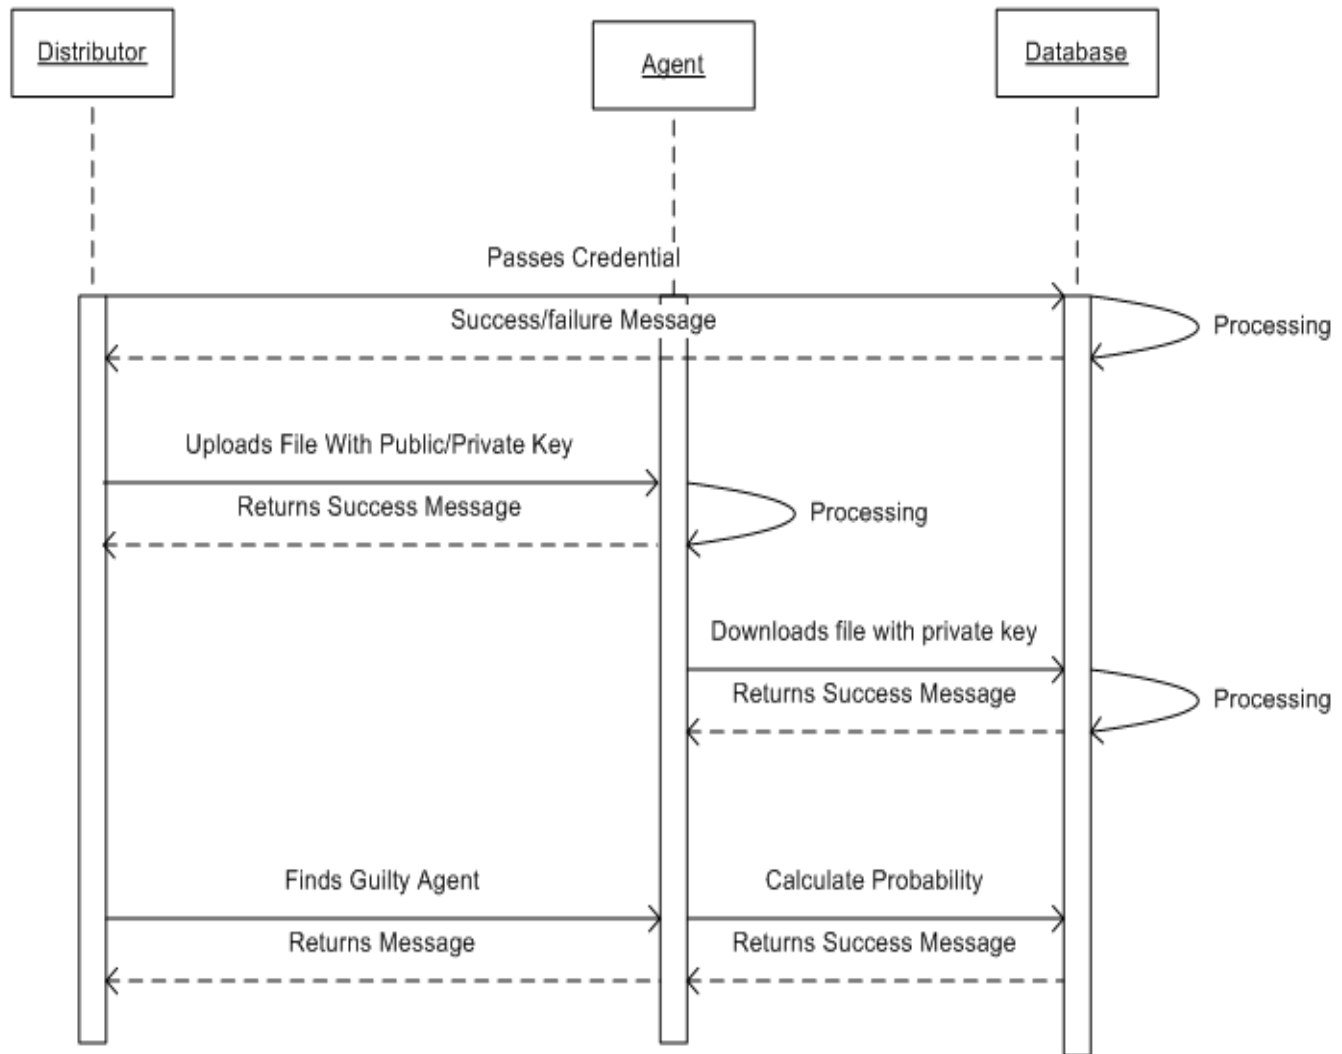 Distributor
Agent
Database
Passes Credential
Success/failure Message
Processing
Uploads File With Public/Private Key
Returns Success Message
Processing
Downloads file with private key
Returns Success Message
Processing
Finds Guilty Agent
Calculate Probability
Returns Message
Returns Success Message